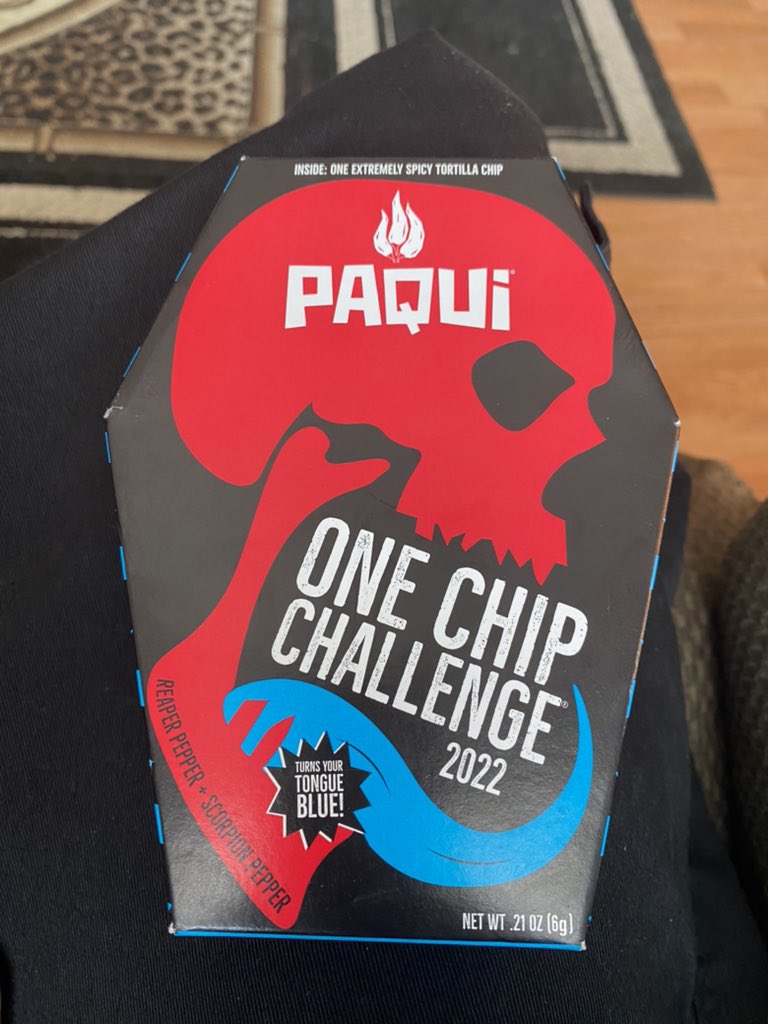 INSIDE: ONE EXTREMELY SPICY TORTILLA CHIP
PAQUI
ONE CHIP
CHALLENGE®
2022
REAPER PEPPER + SCORPION PEPPER
TURNS YOUR
TONGUE
BLUE!
NET WT .21 OZ (6g)